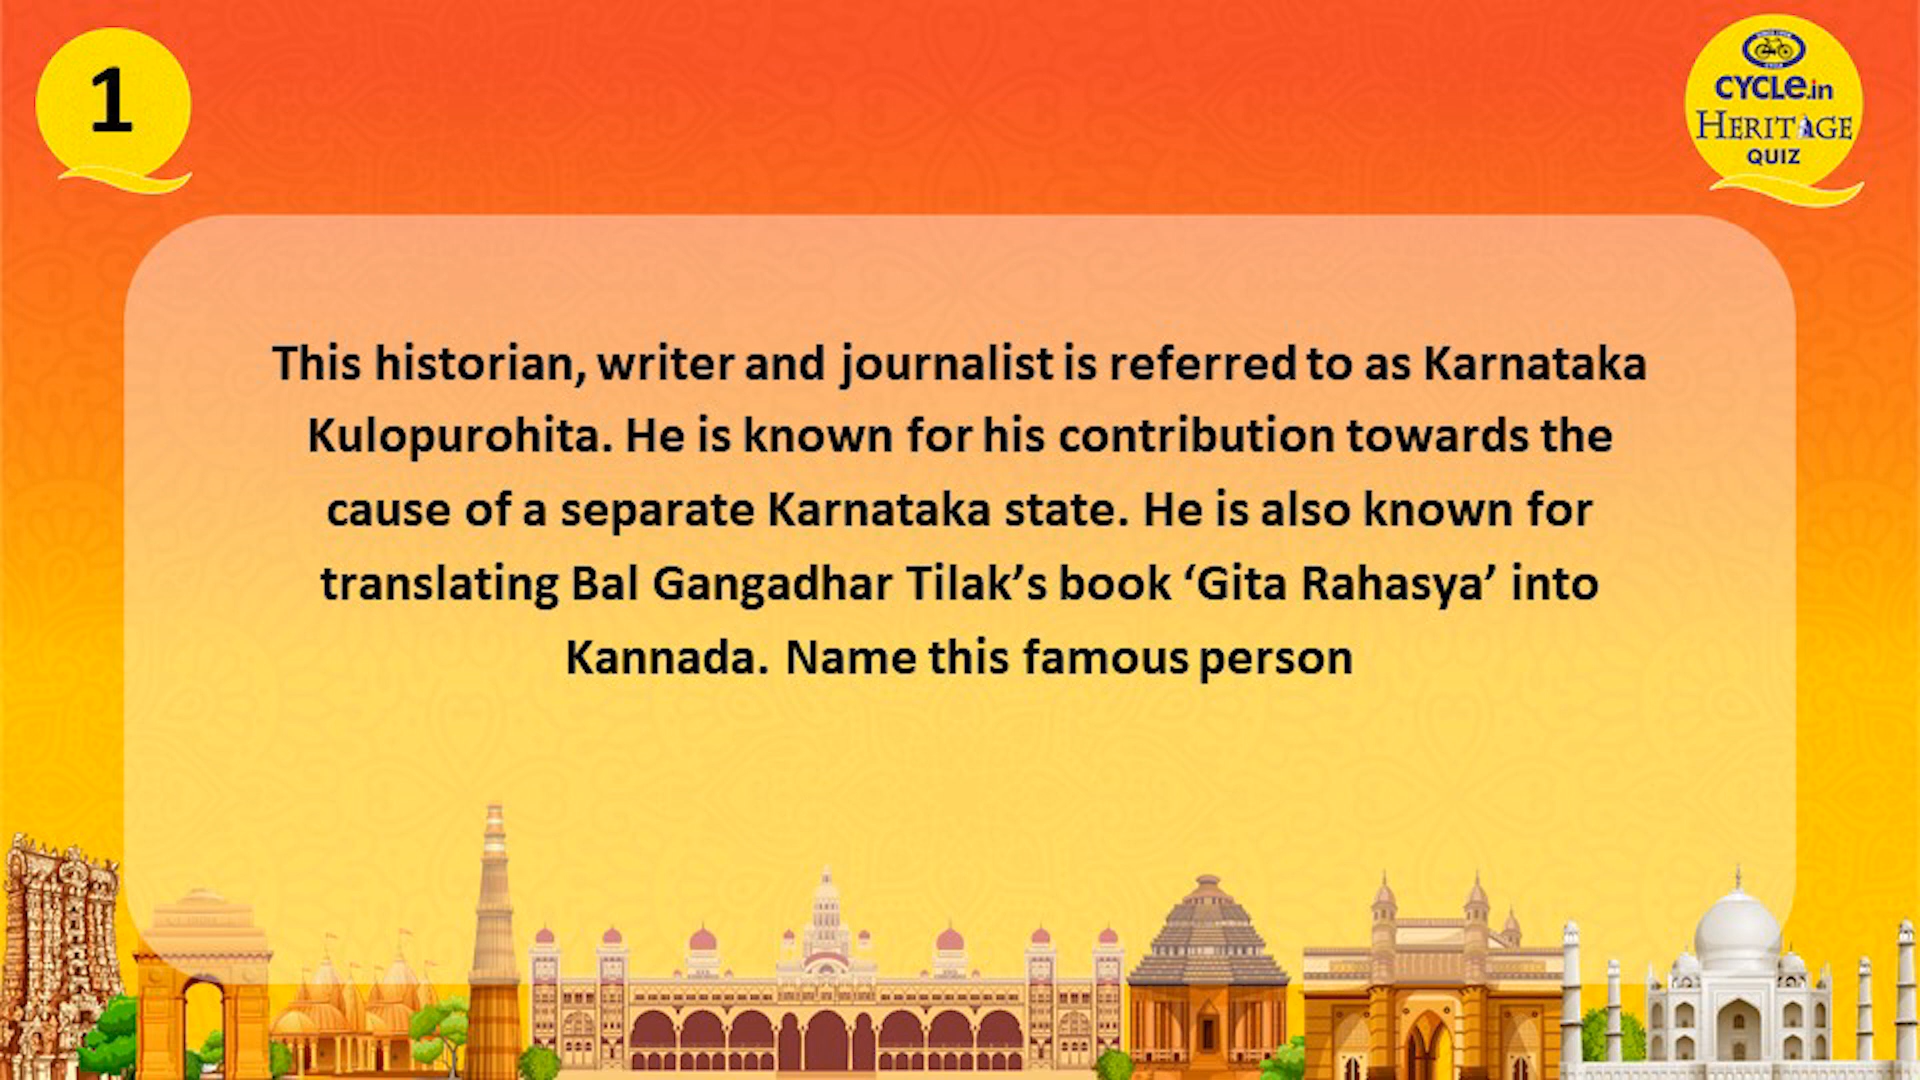 1
CYCLE.in
HERITAGE
QUIZ
This historian, writer and journalist is referred to as Karnataka
Kulopurohita. He is known for his contribution towards the
cause of a separate Karnataka state. He is also known for
translating Bal Gangadhar Tilak’s book ‘Gita Rahasya’ into
Kannada. Name this famous person